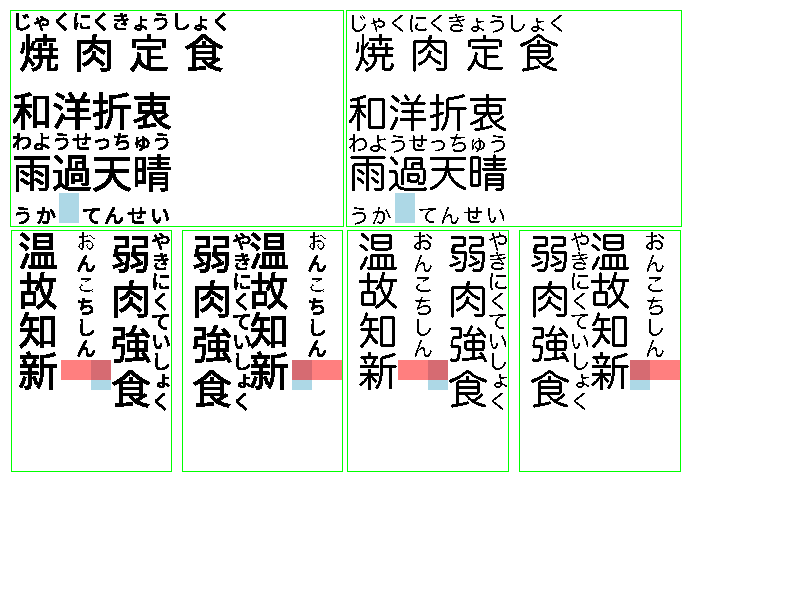 じゃくにくきょうしょく
焼肉定食
和洋折衷
わようせっちゅう
雨過天晴
うか てんせい
じゃくにくきょうしょく
焼肉定食
和洋折衷
わようせっちゅう
雨過天晴
うか てんせい
やきにくていしょく
弱肉強食
おんこちしん
温故知新
おんこちしん
温故知新
やきにくていしょく
弱肉強食
やきにくていしょく
弱肉強食
おんこちしん
温故知新
おんこちしん
温故知新
やきにくていしょく
弱肉強食